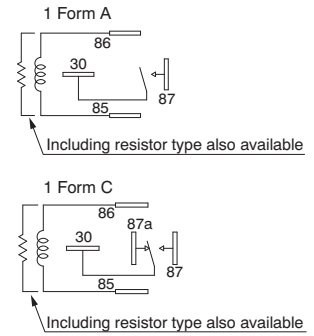 1 Form A
86
30
85
87
Including resistor type also available
1 Form C
86
87a
30
85
87
Including resistor type also available